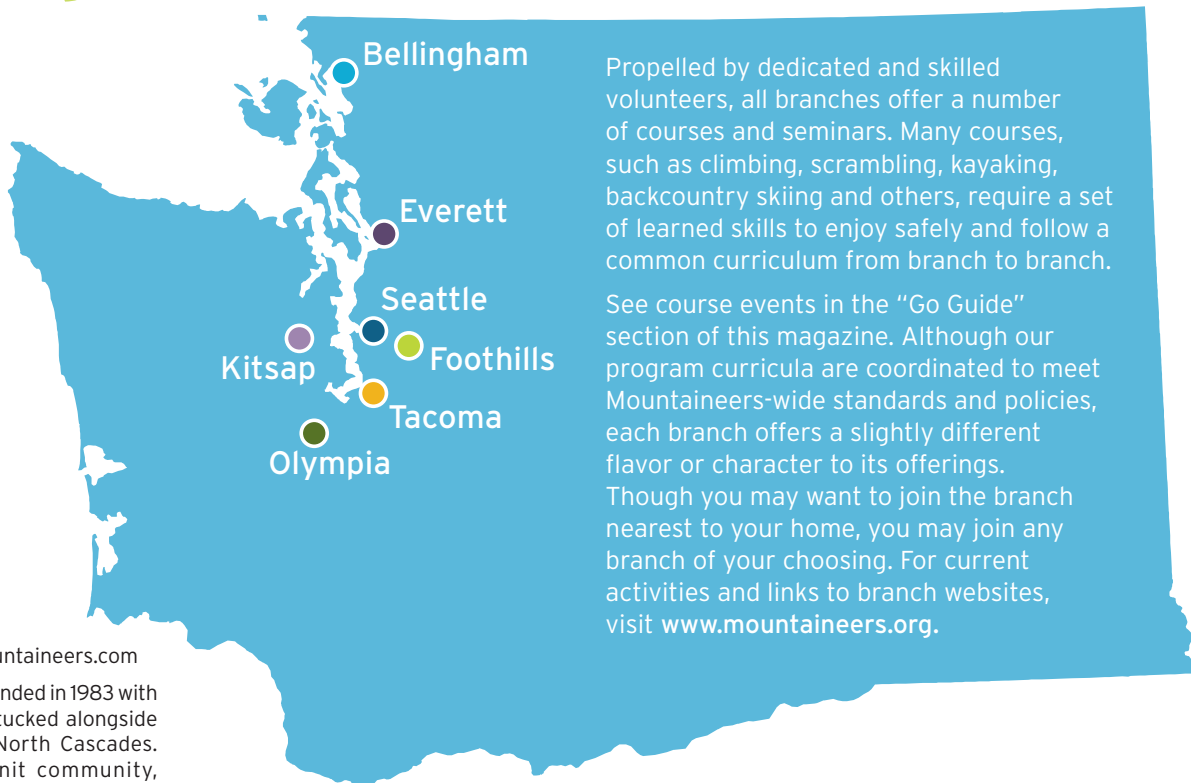 Bellingham
Everett
Seattle
Kitsap
Foothills
Tacoma
Olympia
Propelled by dedicated and skilled
volunteers, all branches offer a number
of courses and seminars. Many courses,
such as climbing, scrambling, kayaking,
backcountry skiing and others, require a set
of learned skills to enjoy safely and follow a
common curriculum from branch to branch.
See course events in the “Go Guide”
section of this magazine. Although our
program curricula are coordinated to meet
Mountaineers-wide standards and policies,
each branch offers a slightly different
flavor or character to its offerings.
Though you may want to join the branch
nearest to your home, you may join any
branch of your choosing. For current
activities and links to branch websites,
visit www.mountaineers.org.
untaineers.com
nded in 1983 with
tucked alongside
North Cascades.
nit community,